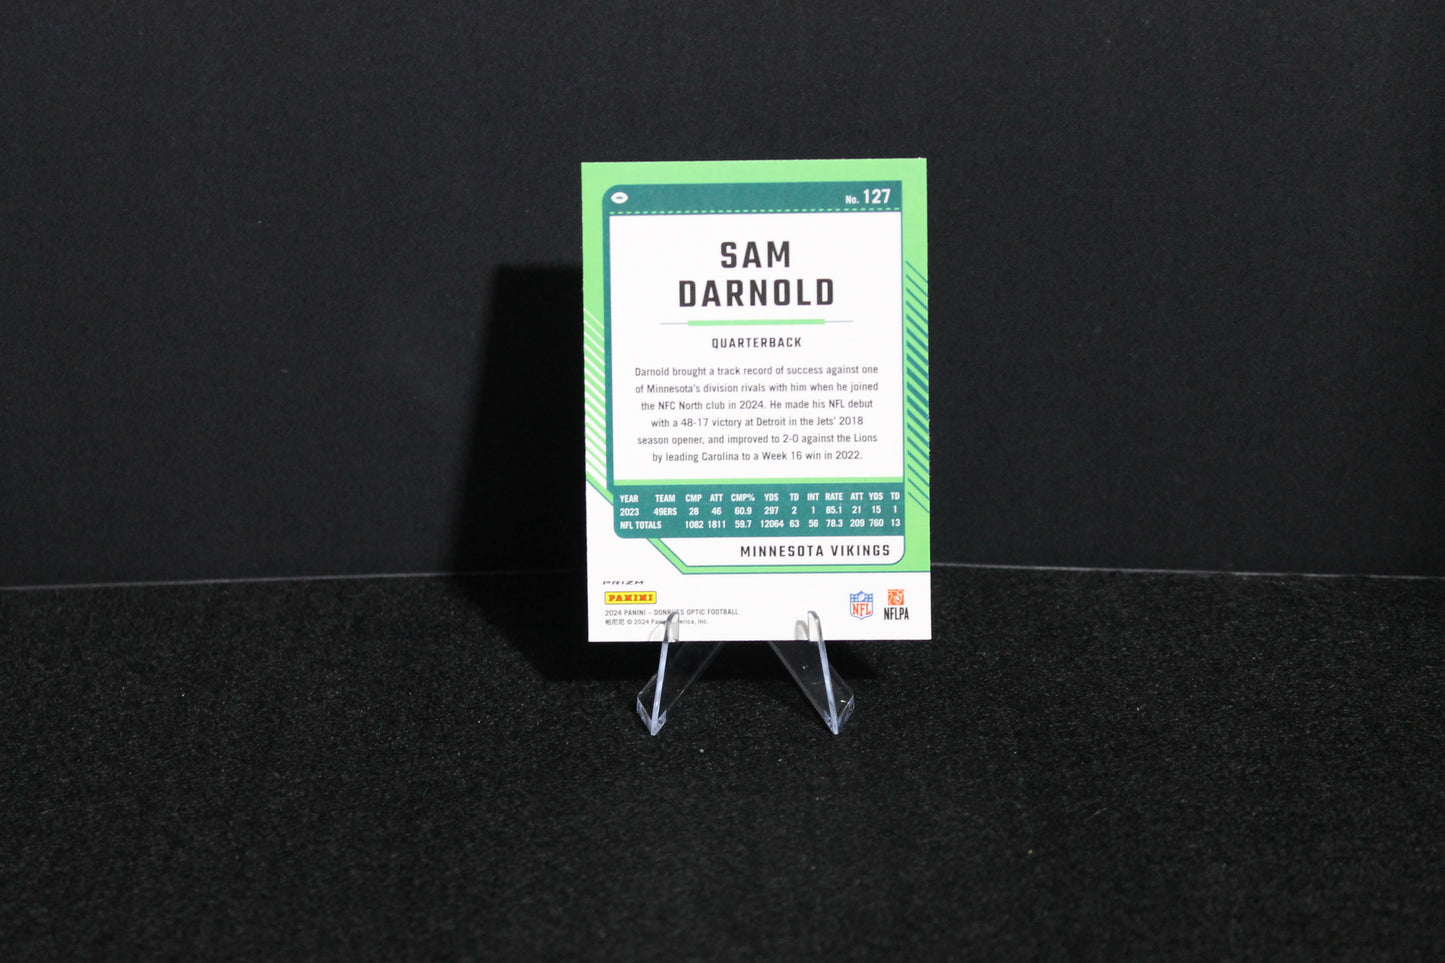 No. 127
SAM
DARNOLD
QUARTERBACK
Darnold brought a track record of success against one
of Minnesota's division rivals with him when he joined
the NFC North club in 2024. He made his NFL debut
with a 48-17 victory at Detroit in the Jets' 2018
season opener, and improved to 2-0 against the Lions
by leading Carolina to a Week 16 win in 2022.
YEAR TEAM CMP ATT CMP% YDS TD INT RATE ATT YDS TD
2023 49ERS 28 46 60.9 297 2 1 85.1 21 15 1
NFL TOTALS 1082 1811 59.7 12064 63 56 78.3 209 760 13
MINNESOTA VIKINGS
PRIZM
PANINI
2024 PANINI – DONRUSS OPTIC FOOTBALL
帕尼尼 © 2024 Inc.
NFL
NFLPA